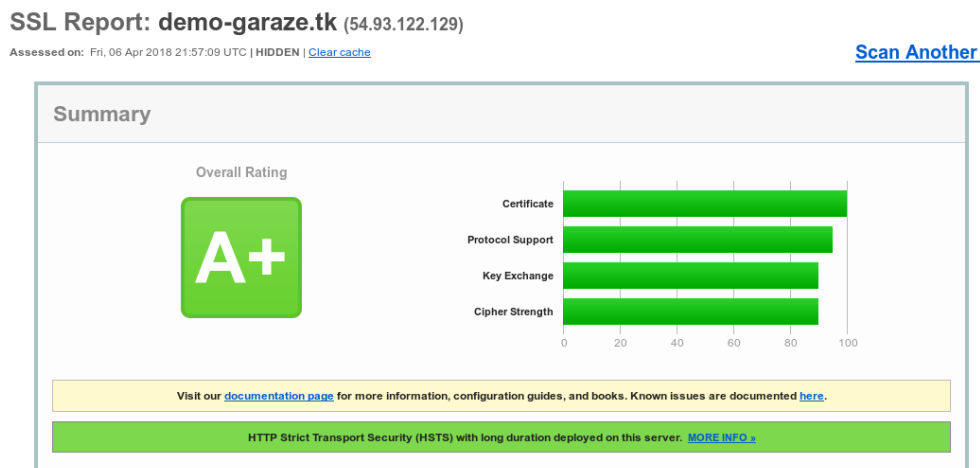 SSL Report: demo-garaze.tk (54.93.122.129)
Assessed on: Fri, 06 Apr 2018 21:57:09 UTC | HIDDEN | Clear cache
Scan Another
Summary
Overall Rating
A+
Certificate
Protocol Support
Key Exchange
Cipher Strength
0 20 40 60 80 100
Visit our documentation page for more information, configuration guides, and books. Known issues are documented here.
HTTP Strict Transport Security (HSTS) with long duration deployed on this server. MORE INFO »